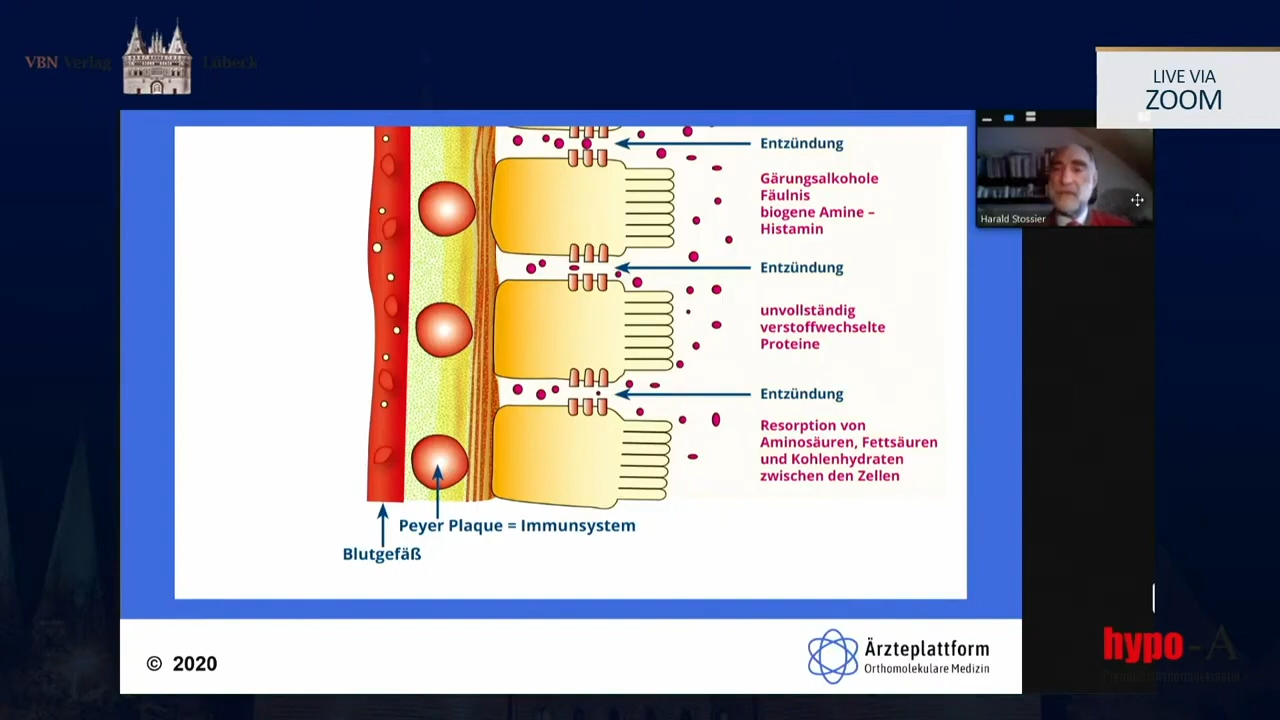 VBN Verlag Lübeck
LIVE VIA
ZOOM
Harald Stossier
Entzündung
Gärungsalkohole
Fäulnis
biogene Amine –
Histamin
Entzündung
unvollständig
verstoffwechselte
Proteine
Entzündung
Resorption von
Aminosäuren, Fettsäuren
und Kohlenhydraten
zwischen den Zellen
Peyer Plaque = Immunsystem
Blutgefäß
© 2020
Ärzteplattform
Orthomolekulare Medizin
hypo-A